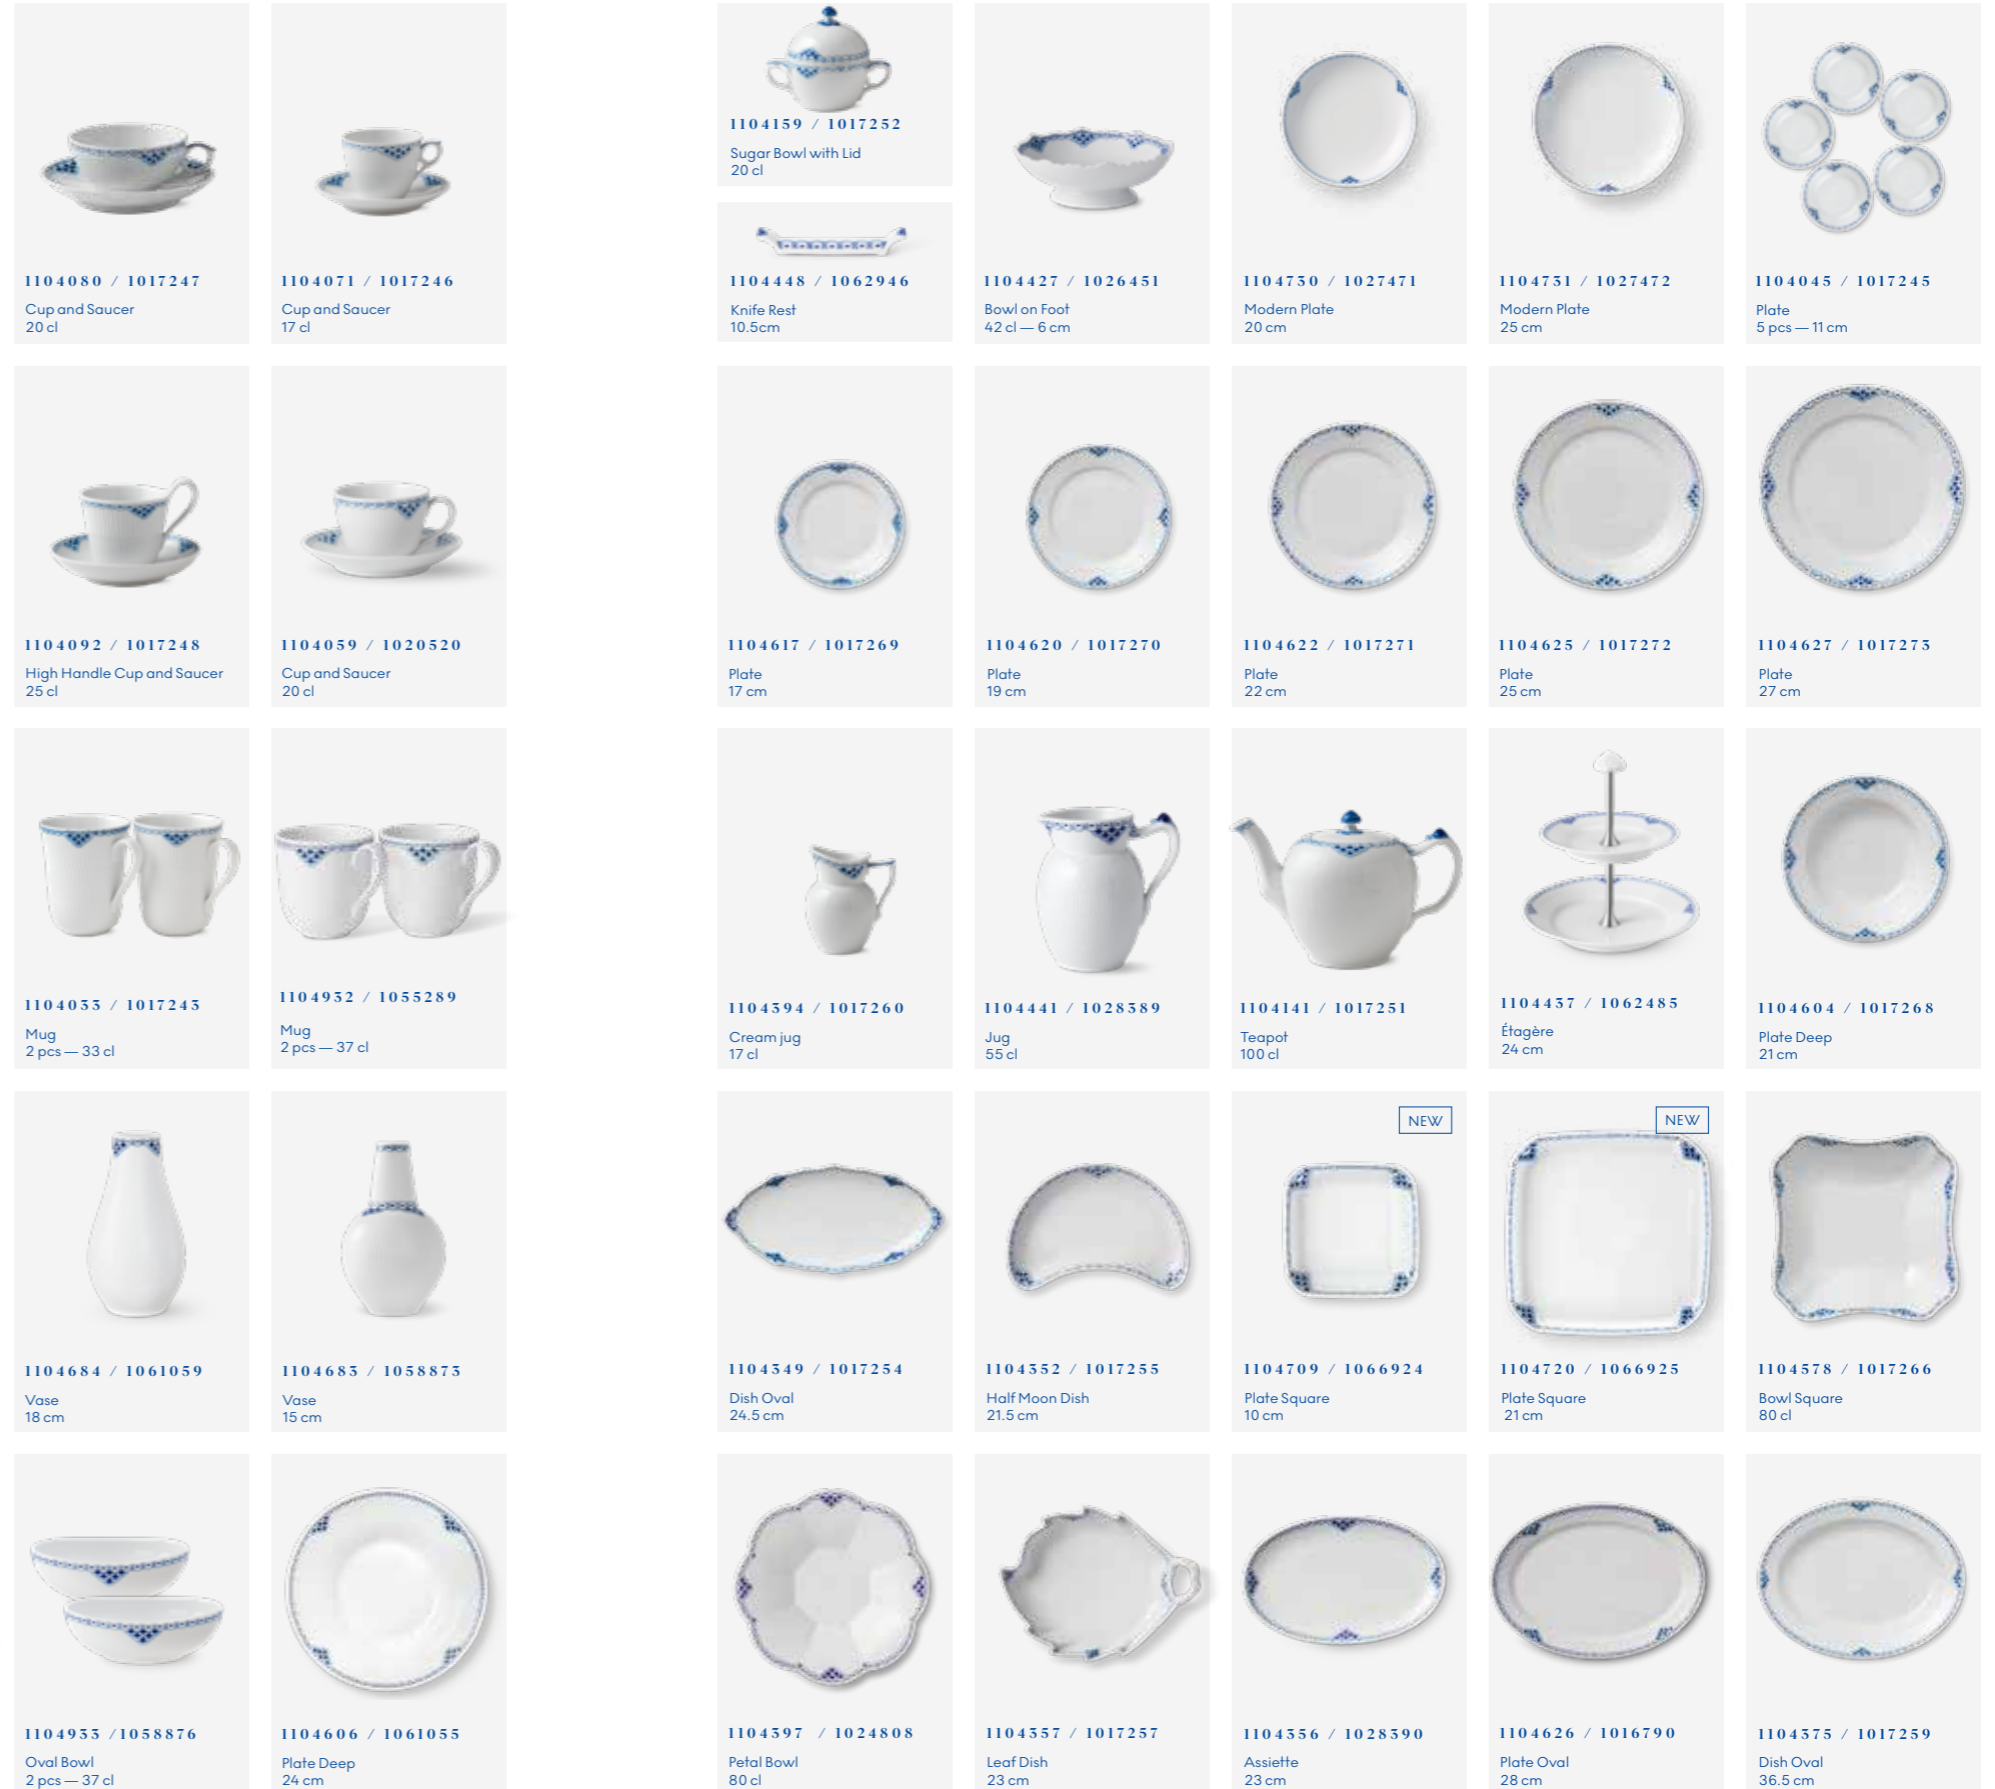 1104080 / 1017247
Cup and Saucer
20 cl
1104071 / 1017246
Cup and Saucer
17 cl
1104159 / 1017252
Sugar Bowl with Lid
20 cl
1104448 / 1062946
Knife Rest
10.5cm
1104427 / 1026451
Bowl on Foot
42 cl — 6 cm
1104730 / 1027471
Modern Plate
20 cm
1104731 / 1027472
Modern Plate
25 cm
1104045 / 1017245
Plate
5 pcs — 11 cm
1104092 / 1017248
High Handle Cup and Saucer
25 cl
1104059 / 1020520
Cup and Saucer
20 cl
1104617 / 1017269
Plate
17 cm
1104620 / 1017270
Plate
19 cm
1104622 / 1017271
Plate
22 cm
1104625 / 1017272
Plate
25 cm
1104627 / 1017273
Plate
27 cm
1104033 / 1017243
Mug
2 pcs — 33 cl
1104932 / 1055289
Mug
2 pcs — 37 cl
1104394 / 1017260
Cream jug
17 cl
1104441 / 1028389
Jug
55 cl
1104141 / 1017251
Teapot
100 cl
1104437 / 1062485
Étagère
24 cm
1104604 / 1017268
Plate Deep
21 cm
1104684 / 1061059
Vase
18 cm
1104683 / 1058873
Vase
15 cm
1104349 / 1017254
Dish Oval
24.5 cm
1104352 / 1017255
Half Moon Dish
21.5 cm
NEW
1104709 / 1066924
Plate Square
10 cm
NEW
1104720 / 1066925
Plate Square
21 cm
1104578 / 1017266
Bowl Square
80 cl
1104933 /1058876
Oval Bowl
2 pcs — 37 cl
1104606 / 1061055
Plate Deep
24 cm
1104397 / 1024808
Petal Bowl
80 cl
1104357 / 1017257
Leaf Dish
23 cm
1104356 / 1028390
Assiette
23 cm
1104626 / 1016790
Plate Oval
28 cm
1104375 / 1017259
Dish Oval
36.5 cm